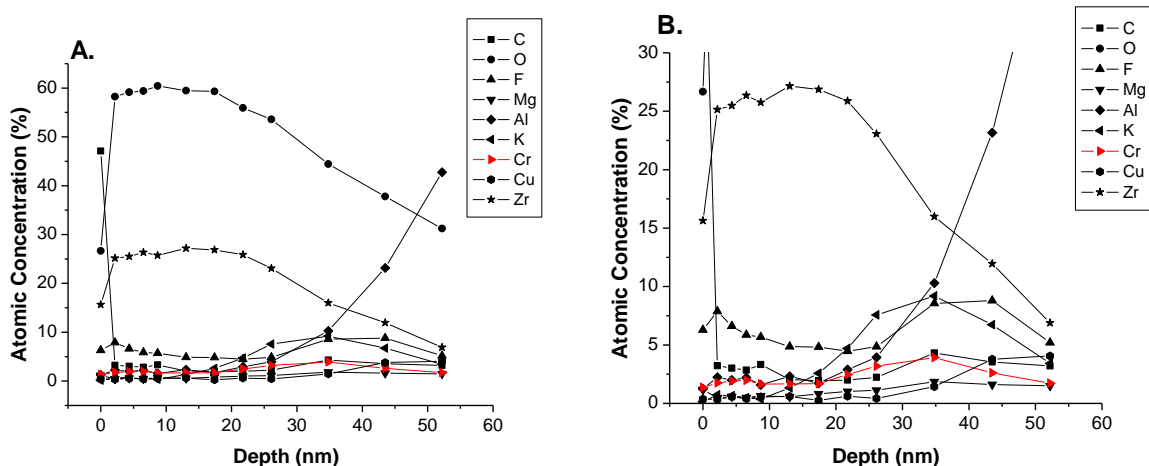 A.
Atomic Concentration (%)
60
50
40
30
20
10
0
0 10 20 30 40 50 60
Depth (nm)
C
O
F
Mg
Al
K
Cr
Cu
Zr
B.
Atomic Concentration (%)
30
25
20
15
10
5
0
0 10 20 30 40 50 60
Depth (nm)
C
O
F
Mg
Al
K
Cr
Cu
Zr